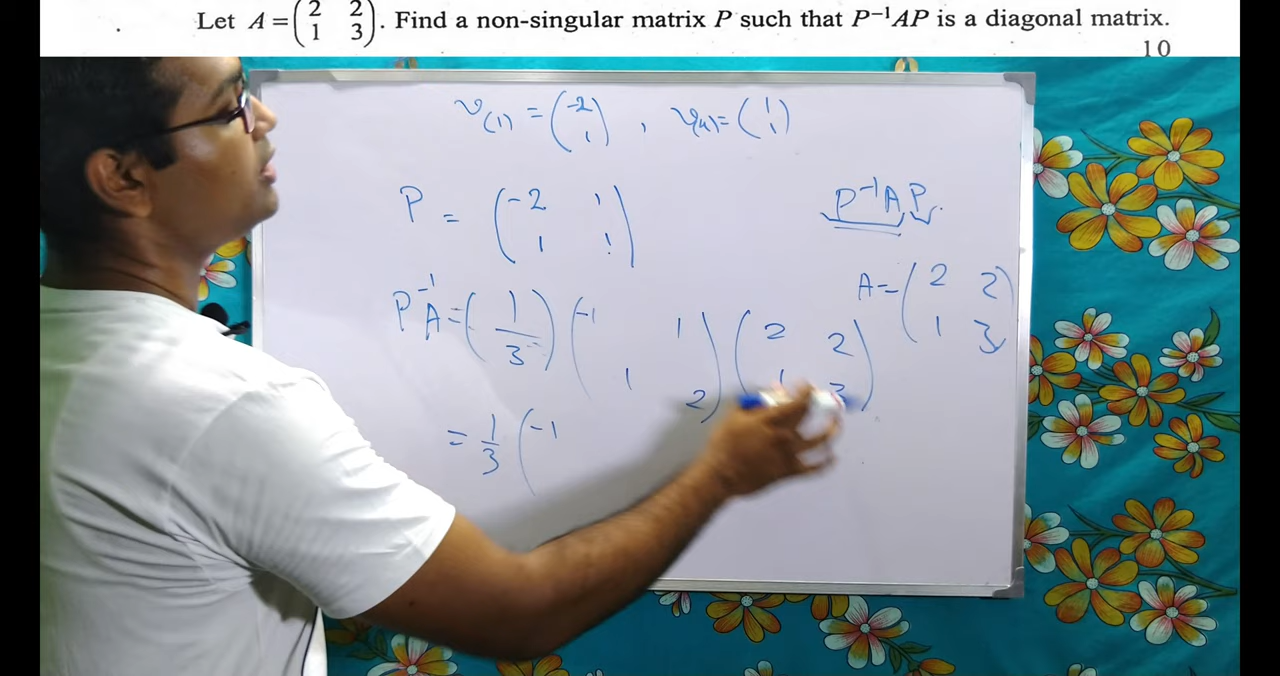 Let A = (2 2
1 3). Find a non-singular matrix P such that P⁻¹AP is a diagonal matrix.
10
v(1) = (-2
1), v(4) = (1
1)
P = (-2 1
1 1)
P⁻¹AP.
A = (2 2
1 3)
P⁻¹A = (1/3) (-1 1
1 2) (2 2
1 3)
= 1/3 (-1